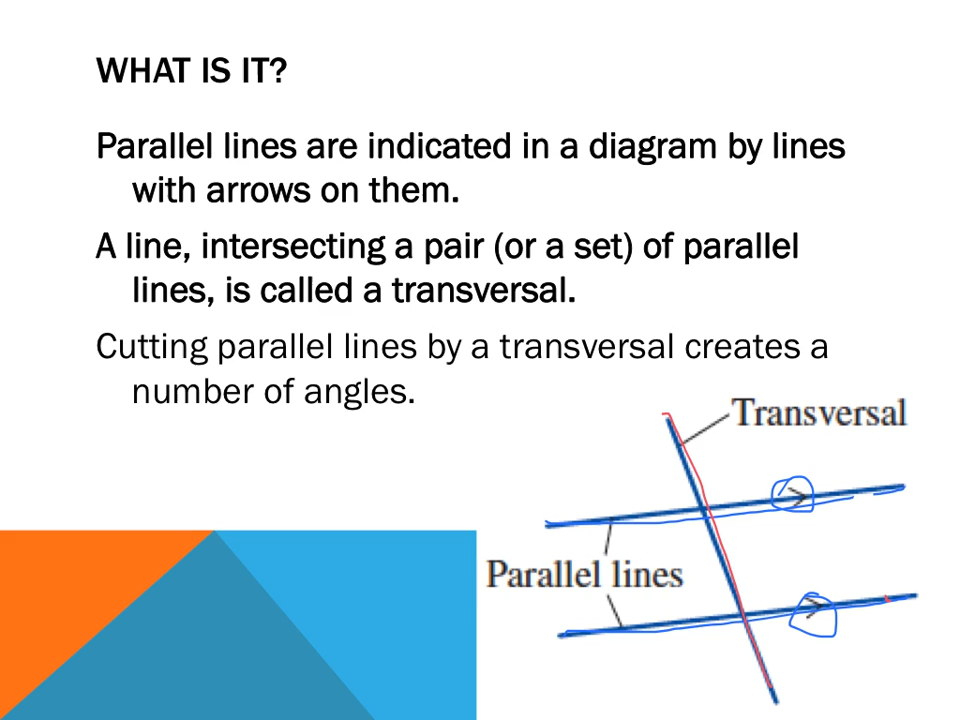 WHAT IS IT?
Parallel lines are indicated in a diagram by lines
with arrows on them.
A line, intersecting a pair (or a set) of parallel
lines, is called a transversal.
Cutting parallel lines by a transversal creates a
number of angles.
Transversal
Parallel lines